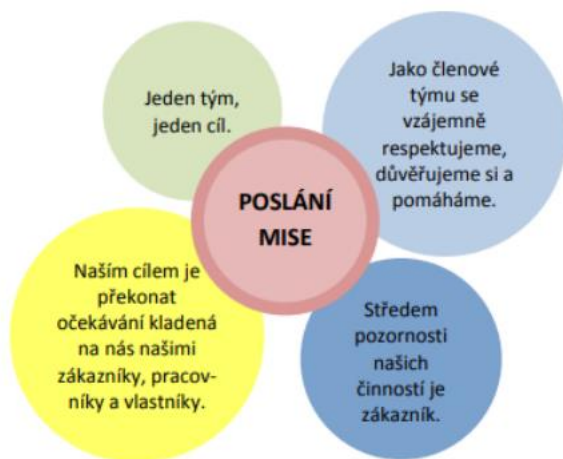 Jeden tým,
jeden cíl.
Jako členové
týmu se
vzájemně
respektujeme,
důvěřujeme si a
pomáháme.
POSLÁNÍ
MISE
Naším cílem je
překonat
očekávání kladená
na nás našimi
zákazníky, pracov-
níky a vlastníky.
Středem
pozornosti
našich
činností je
zákazník.